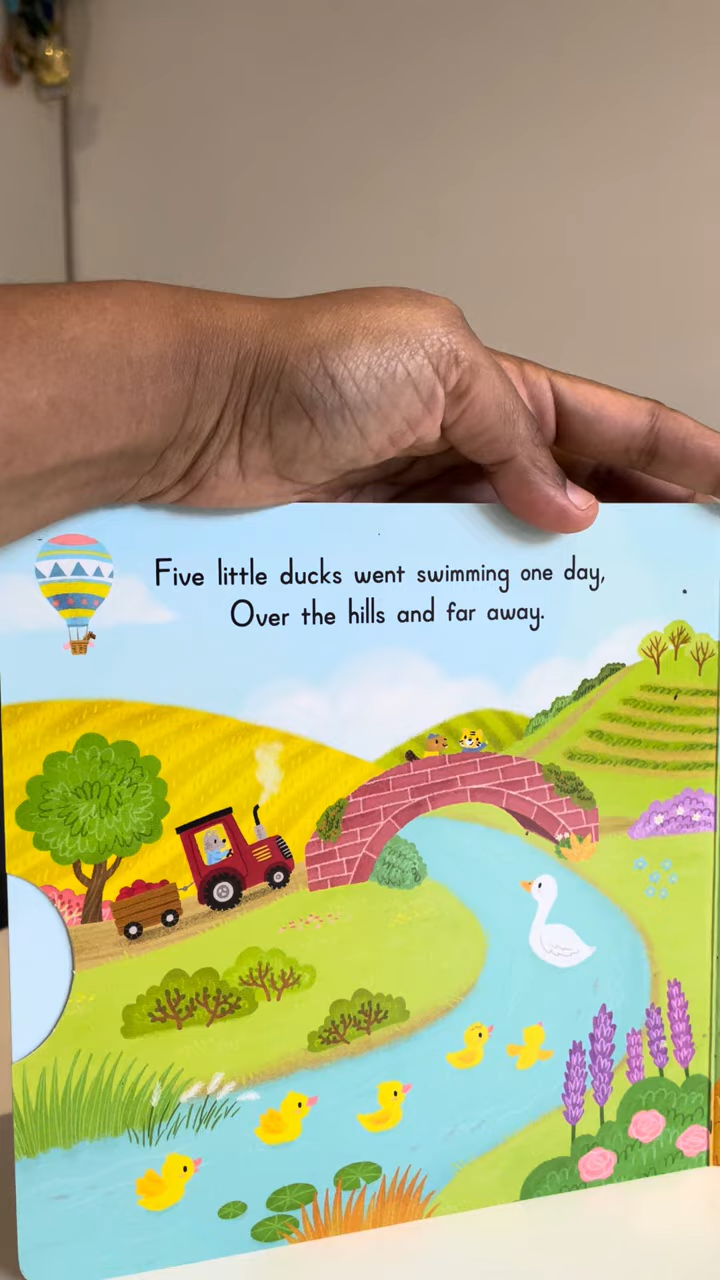 Five little ducks went swimming one day,
Over the hills and far away.